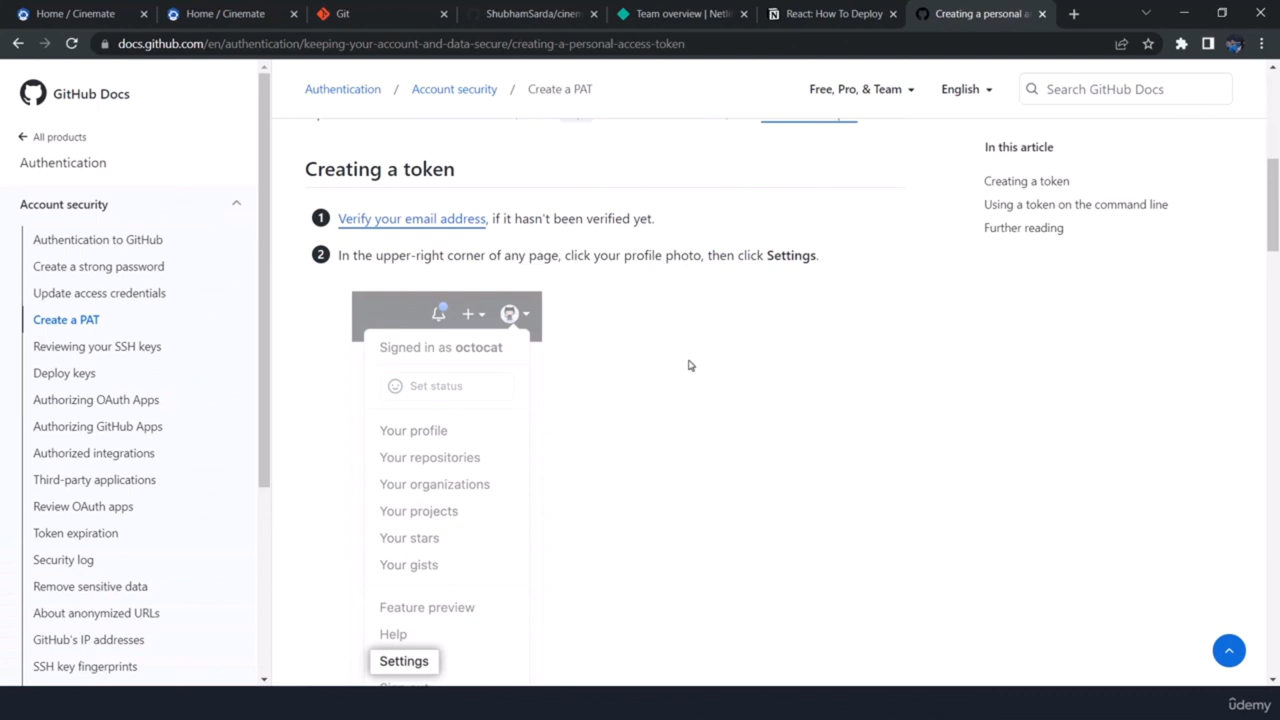 Home / Cinemate
Home / Cinemate
Git
ShubhamSarda/cinem
Team overview | Netli
React: How To Deploy
Creating a personal a
docs.github.com/en/authentication/keeping-your-account-and-data-secure/creating-a-personal-access-token
GitHub Docs
Authentication / Account security / Create a PAT
Free, Pro, & Team
English
Search GitHub Docs
All products
Authentication
Account security
Authentication to GitHub
Create a strong password
Update access credentials
Create a PAT
Reviewing your SSH keys
Deploy keys
Authorizing OAuth Apps
Authorizing GitHub Apps
Authorized integrations
Third-party applications
Review OAuth apps
Token expiration
Security log
Remove sensitive data
About anonymized URLs
GitHub's IP addresses
SSH key fingerprints
Creating a token
1 Verify your email address, if it hasn't been verified yet.
2 In the upper-right corner of any page, click your profile photo, then click Settings.
Signed in as octocat
Set status
Your profile
Your repositories
Your organizations
Your projects
Your stars
Your gists
Feature preview
Help
Settings
In this article
Creating a token
Using a token on the command line
Further reading
ûdemy